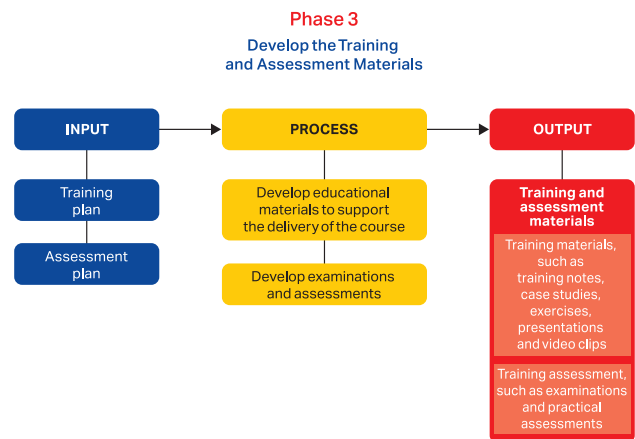 Phase 3
Develop the Training
and Assessment Materials
INPUT
PROCESS
OUTPUT
Training
plan
Assessment
plan
Develop educational
materials to support
the delivery of the course
Develop examinations
and assessments
Training and
assessment
materials
Training materials,
such as
training notes,
case studies,
exercises,
presentations
and video clips
Training assessment,
such as examinations
and practical
assessments